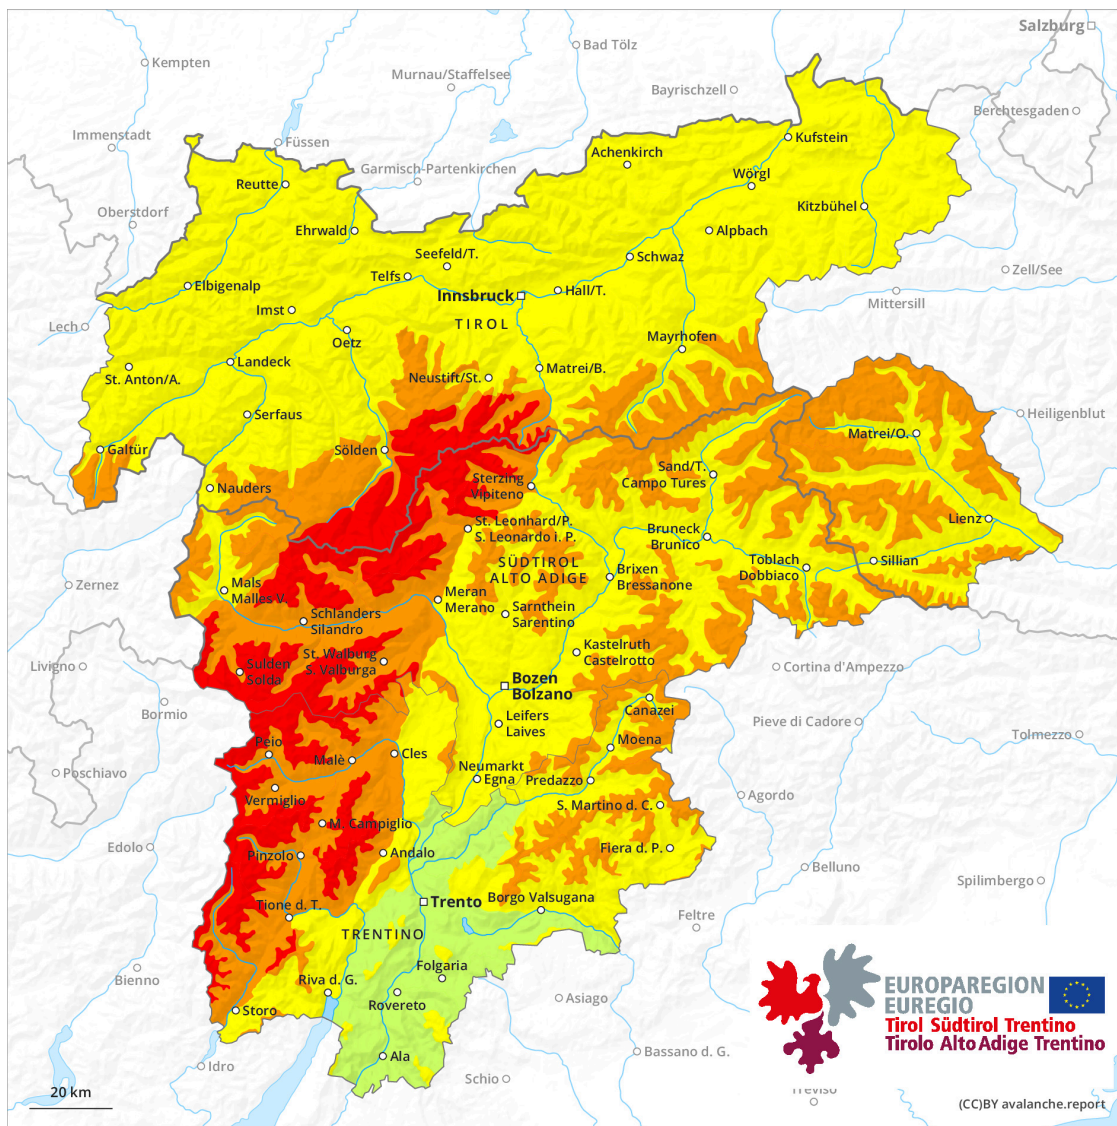 Salzburg
Bad Tölz
Kempten
Murnau/Staffelsee
Bayrischzell
Berchtesgaden
Immenstadt
Füssen
Kufstein
Achenkirch
Garmisch-Partenkirchen
Wörgl
Reutte
Oberstdorf
Kitzbühel
Ehrwald
Alpbach
Seefeld/T.
Schwaz
Telfs
Zell/See
Elbigenalp
Innsbruck
Hall/T.
Mittersill
Imst
TIROL
Lech
Oetz
Mayrhofen
Landeck
Matrei/B.
St. Anton/A.
Neustift/St.
Serfaus
Heiligenblut
Matrei/O.
Galtür
Sölden
Sand/T.
Campo Tures
Nauders
Sterzing
Vipiteno
St. Leonhard/P.
S. Leonardo i. P.
Lienz
Bruneck
Brunico
SÜDTIROL
ALTO ADIGE
Toblach
Dobbiaco
Sillian
Brixen
Bressanone
Zernez
Mals
Malles V.
Meran
Merano
Sarnthein
Sarentino
Schlanders
Silandro
Kastelruth
Castelrotto
St. Walburg
S. Valburga
Livigno
Sulden
Solda
Cortina d'Ampezzo
Bozen
Bolzano
Bormio
Canazei
Leifers
Laives
Pieve di Cadore
Tolmezzo
Moena
Peio
Cles
Malè
Poschiavo
Neumarkt
Egna
Predazzo
Vermiglio
Agordo
S. Martino d. C.
M. Campiglio
Edolo
Pinzolo
Andalo
Fiera d. P.
Belluno
Spilimbergo
Tione d. T.
Trento
Borgo Valsugana
Feltre
TRENTINO
Folgaria
Bienno
Riva d. G.
Rovereto
Asiago
Storo
EUROPAREGION
EUREGIO
Tirol Südtirol Trentino
Tirolo Alto Adige Trentino
Ala
Bassano d. G.
Idro
Schio
Treviso
20 km
(CC)BY avalanche.report